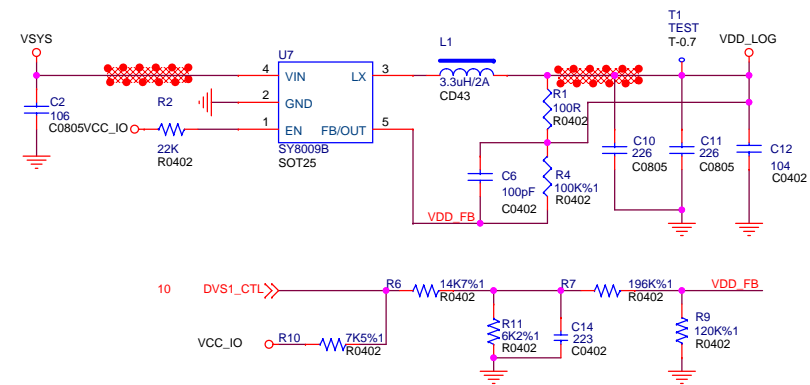 T1
TEST
T-0.7
VSYS
U7
L1
VDD_LOG
4 VIN LX 3
3.3uH/2A
CD43
C2
106
C0805
R2
2 GND
R1
100R
R0402
VCC_IO
1 EN FB/OUT 5
22K
R0402
SY8009B
SOT25
C10
226
C0805
C11
226
C0805
C12
104
C0402
C6
100pF
C0402
R4
100K%1
R0402
VDD_FB
10 DVS1_CTL
R6 14K7%1
R0402
R7 196K%1
R0402
VDD_FB
R11
6K2%1
R0402
C14
223
C0402
R9
120K%1
R0402
VCC_IO
R10 7K5%1
R0402